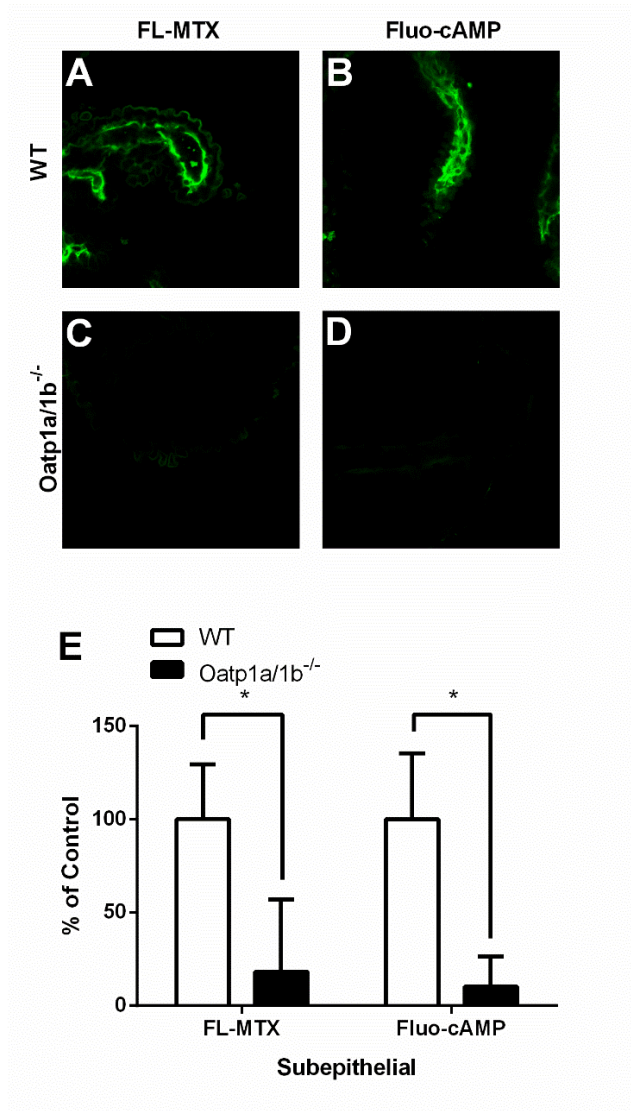 FL-MTX Fluo-cAMP
WT
A B
Oatp1a/1b-/-
C D
E
WT
Oatp1a/1b-/-
* *
% of Control
150
100
50
0
FL-MTX Fluo-cAMP
Subepithelial